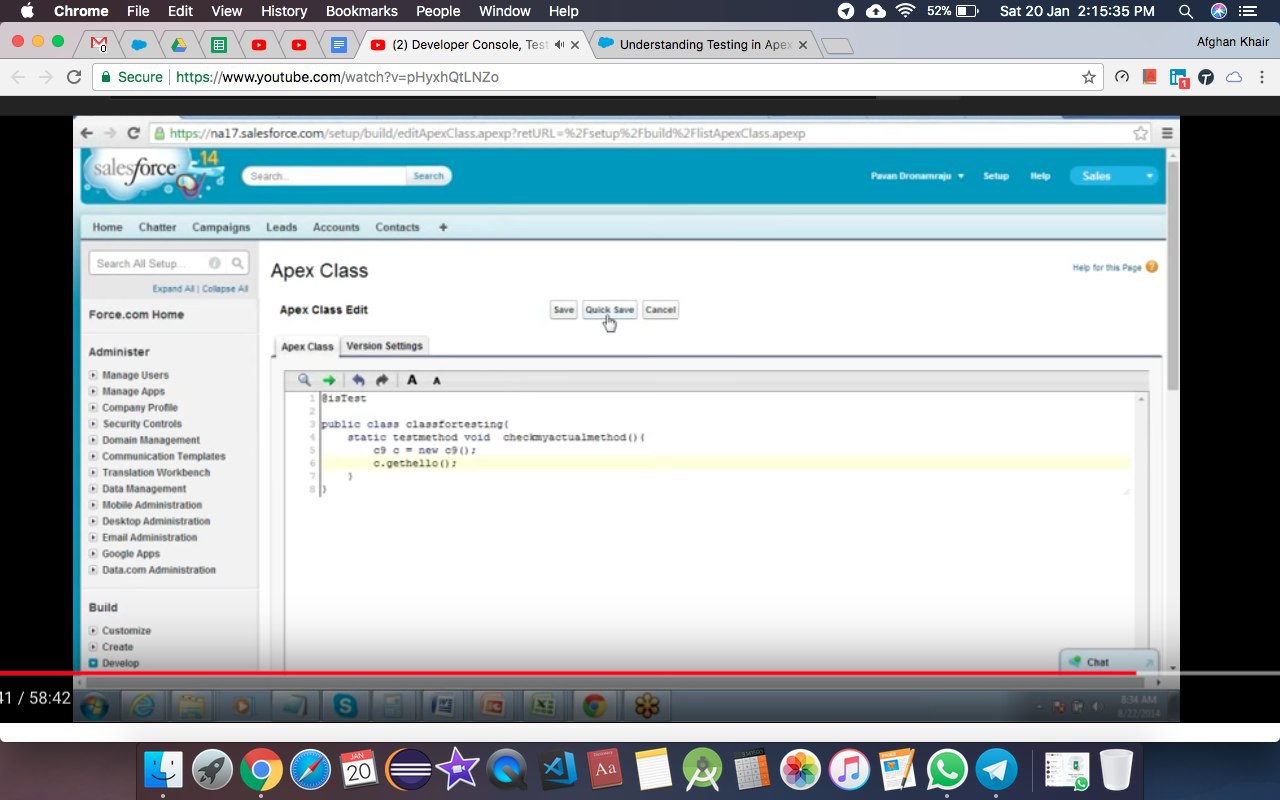 Chrome File Edit View History Bookmarks People Window Help 52% Sat 20 Jan 2:15:35 PM
(2) Developer Console, Test Understanding Testing in Apex Afghan Khair
Secure https://www.youtube.com/watch?v=pHyxhQtLNZo 1
https://na17.salesforce.com/setup/build/editApexClass.apexp?retURL=%2Fsetup%2Fbuild%2FlistApexClass.apexp
salesforce 14
Search... Search Pavan Dronamraju Setup Help Sales
Home Chatter Campaigns Leads Accounts Contacts +
Search All Setup...
Expand All | Collapse All
Apex Class
Help for this Page
Force.com Home
Apex Class Edit Save Quick Save Cancel
Administer
Apex Class Version Settings
Manage Users
Manage Apps
Company Profile
Security Controls
Domain Management
Communication Templates
Translation Workbench
Data Management
Mobile Administration
Desktop Administration
Email Administration
Google Apps
Data.com Administration
Build
Customize
Create
Develop
A A
1 @isTest
2
3 public class classfortesting{
4 static testmethod void checkmyactualmethod(){
5 c9 c = new c9();
6 c.gethello();
7 }
8 }
Chat
41 / 58:42
8:34 AM
8/22/2014
JAN
20
Aa